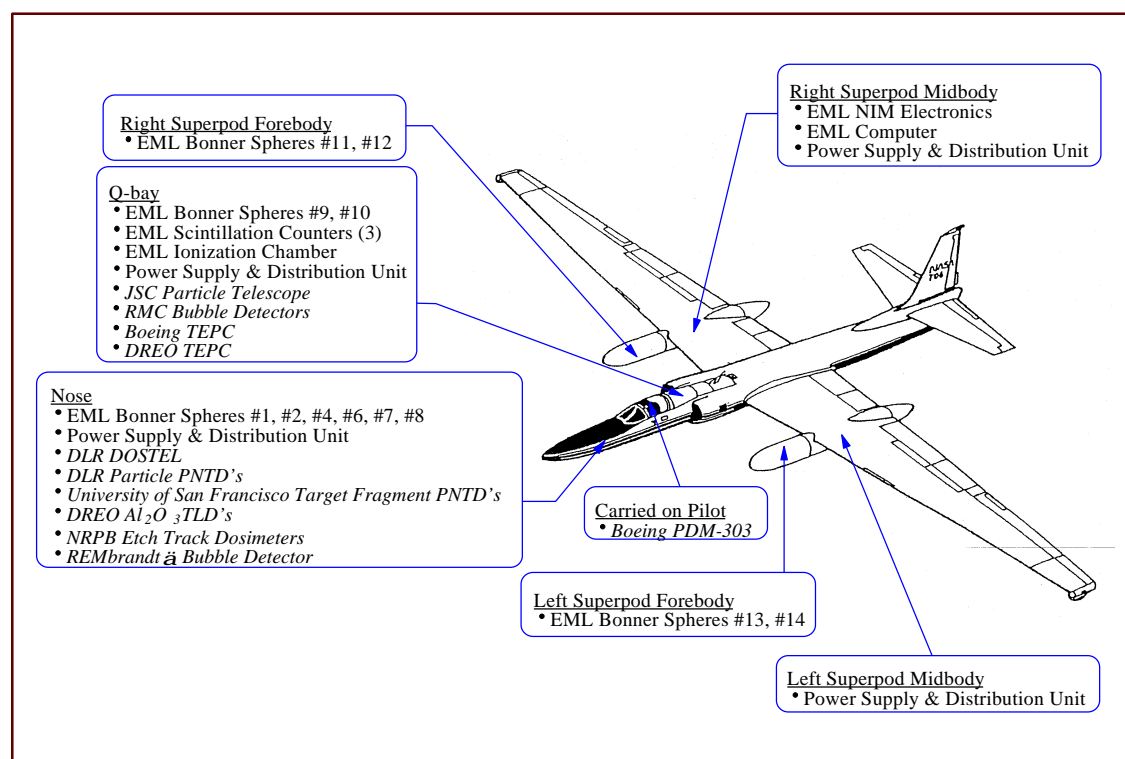 Right Superpod Midbody
• EML NIM Electronics
• EML Computer
• Power Supply & Distribution Unit
Right Superpod Forebody
• EML Bonner Spheres #11, #12
Q-bay
• EML Bonner Spheres #9, #10
• EML Scintillation Counters (3)
• EML Ionization Chamber
• Power Supply & Distribution Unit
• JSC Particle Telescope
• RMC Bubble Detectors
• Boeing TEPC
• DREO TEPC
NASA
706
Nose
• EML Bonner Spheres #1, #2, #4, #6, #7, #8
• Power Supply & Distribution Unit
• DLR DOSTEL
• DLR Particle PNTD's
• University of San Francisco Target Fragment PNTD's
• DREO Al₂O ₃TLD's
• NRPB Etch Track Dosimeters
• REMbrandt ä Bubble Detector
Carried on Pilot
• Boeing PDM-303
Left Superpod Forebody
• EML Bonner Spheres #13, #14
Left Superpod Midbody
• Power Supply & Distribution Unit